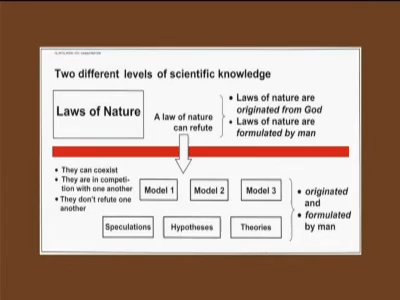 Two different levels of scientific knowledge
Laws of Nature
A law of nature
can refute
• Laws of nature are
originated from God
• Laws of nature are
formulated by man
• They can coexist
• They are in competi-
tion with one another
• They don't refute one
another
Model 1
Model 2
Model 3
• originated
and
• formulated
by man
Speculations
Hypotheses
Theories